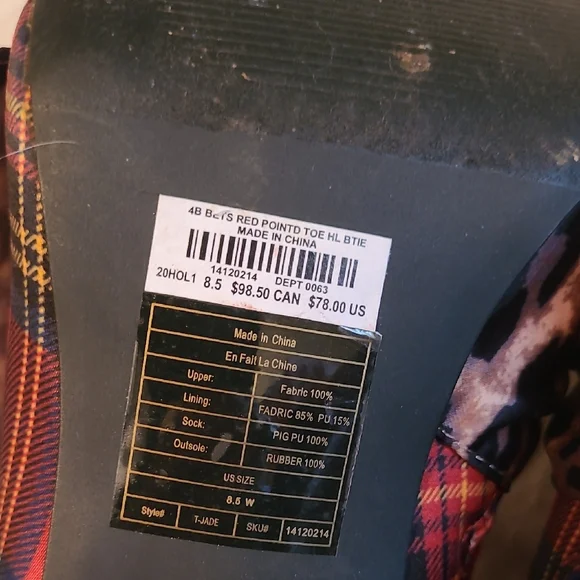 4B BETS RED POINTD TOE HL BTIE
MADE IN CHINA
14120214 DEPT 0063
20HOL1 8.5 $98.50 CAN $78.00 US
Made in China
En Fait La Chine
Upper: Fabric 100%
Lining: FADRIC 85% PU 15%
Sock: PIG PU 100%
Outsole: RUBBER 100%
US SIZE
8.5 W
Style# T-JADE SKU# 14120214